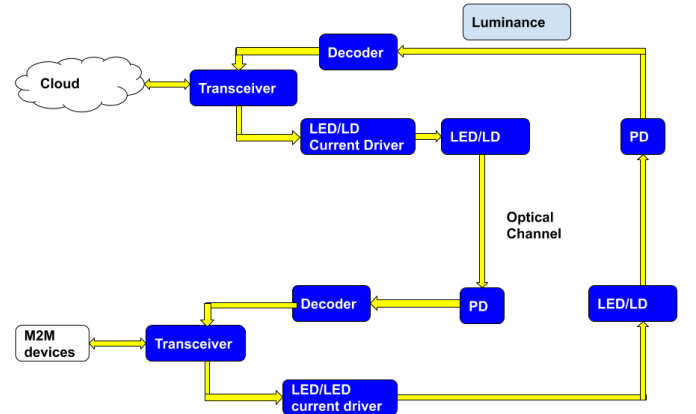 Luminance
Decoder
Cloud
Transceiver
LED/LD
Current Driver
LED/LD
PD
Optical
Channel
Decoder
PD
LED/LD
M2M
devices
Transceiver
LED/LED
current driver